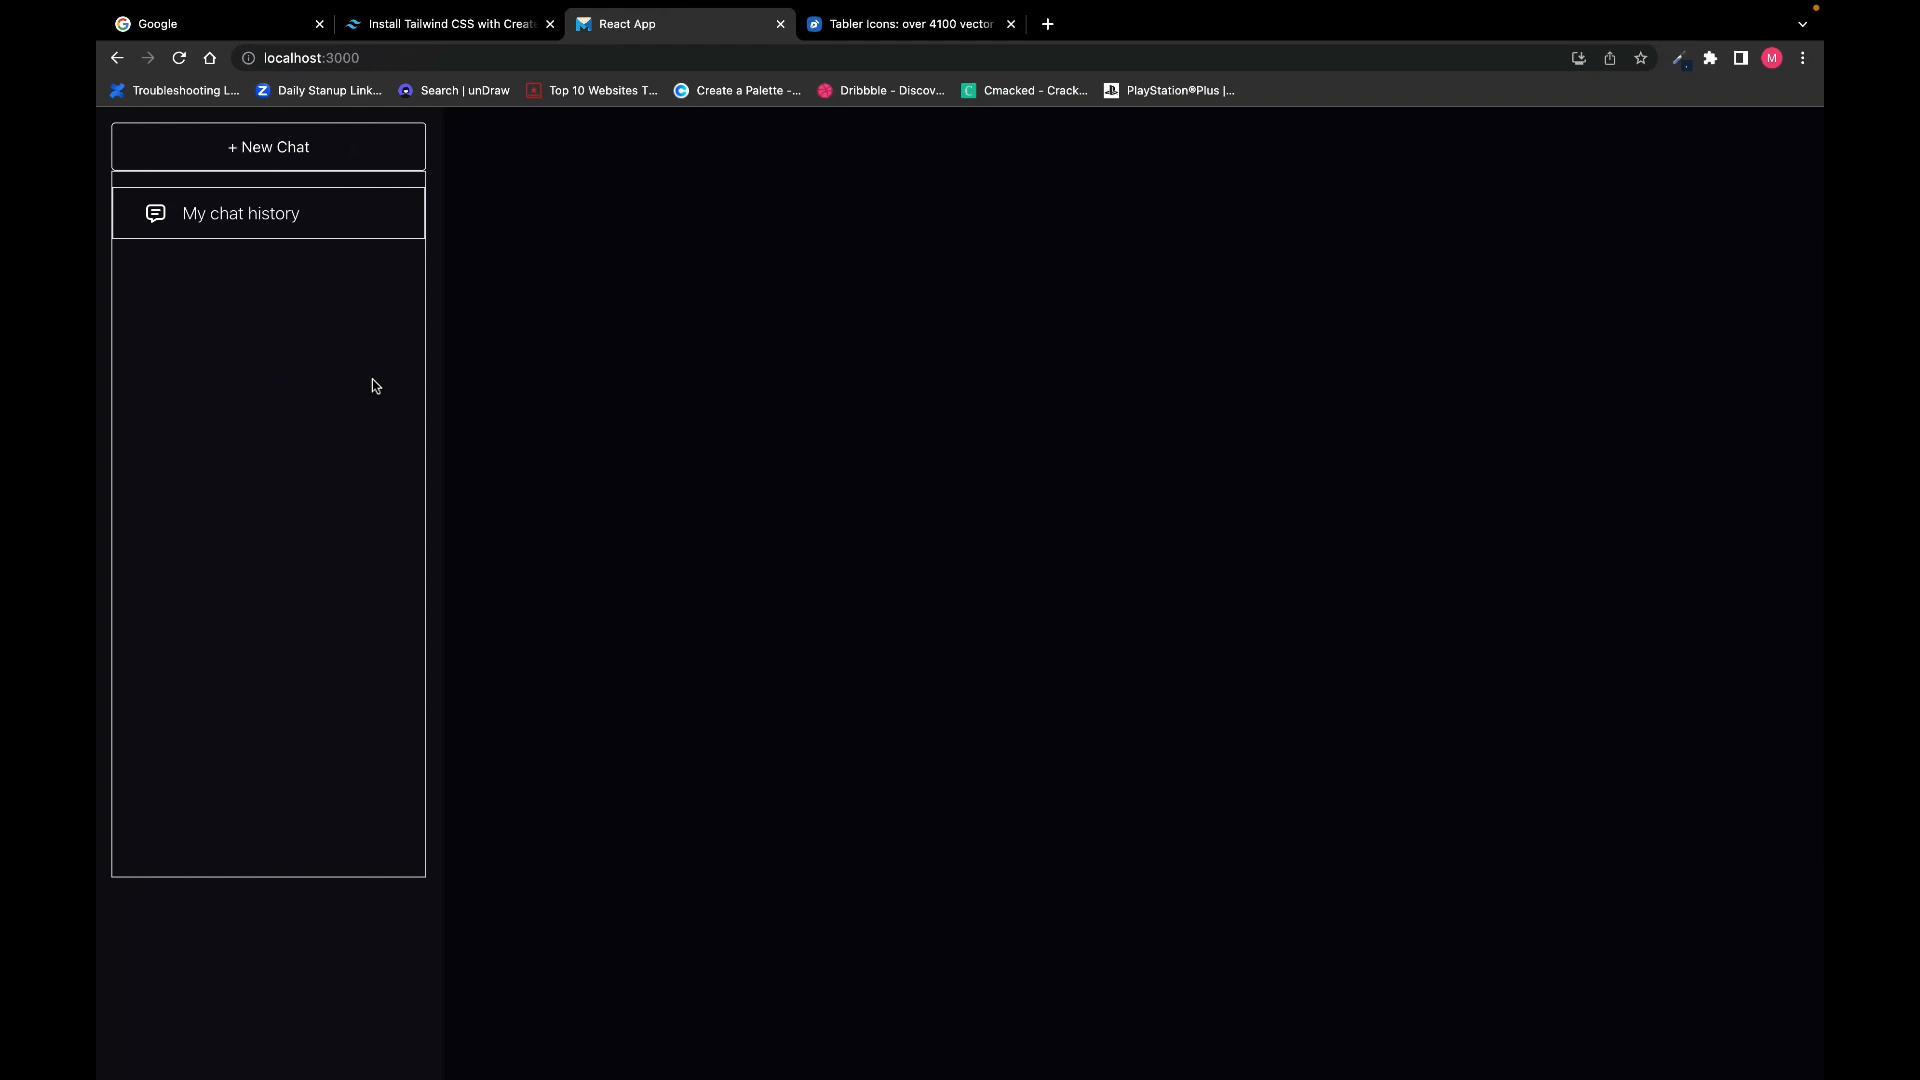 Google
Install Tailwind CSS with Create
React App
Tabler Icons: over 4100 vector
localhost:3000
M
Troubleshooting L...
Daily Stanup Link...
Search | unDraw
Top 10 Websites T...
Create a Palette -...
Dribbble - Discov...
C
Cmacked - Crack...
PlayStation®Plus |...
+ New Chat
My chat history